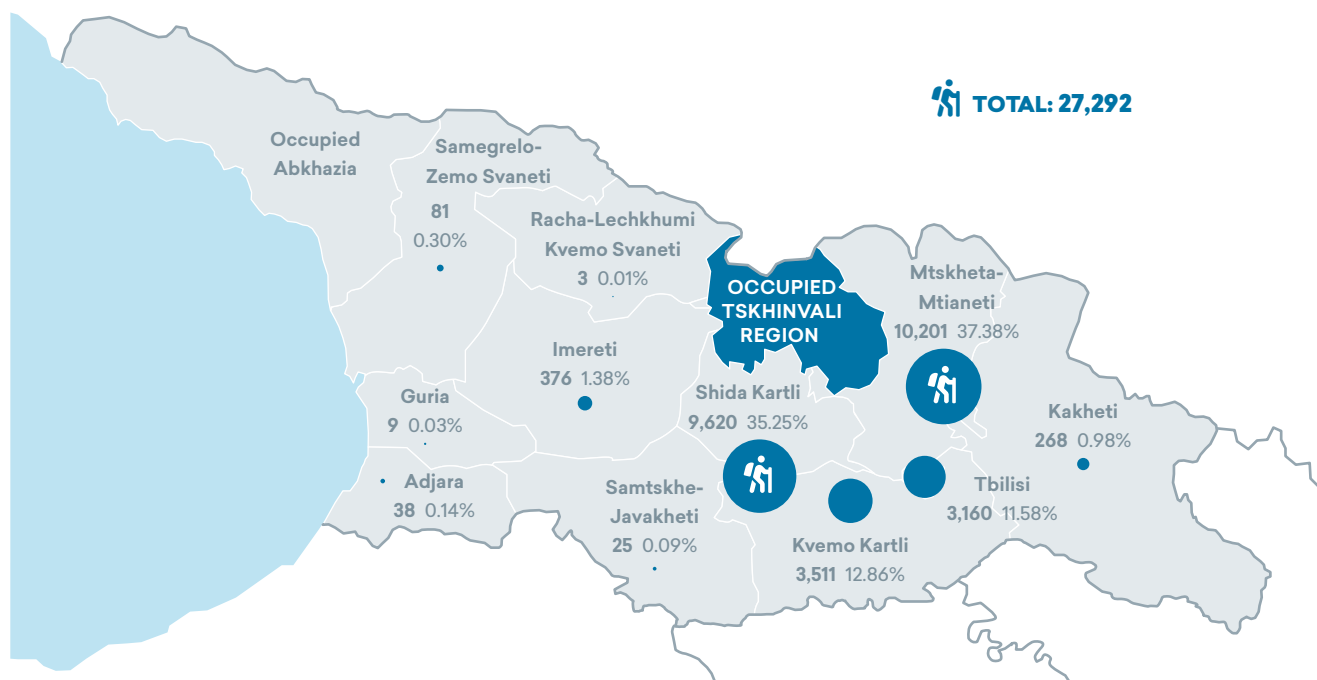 TOTAL: 27,292
Occupied
Abkhazia
Samegrelo-
Zemo Svaneti
81
0.30%
Racha-Lechkhumi
Kvemo Svaneti
3 0.01%
OCCUPIED
TSKHINVALI
REGION
Mtskheta-
Mtianeti
10,201 37.38%
Imereti
376 1.38%
Shida Kartli
9,620 35.25%
Guria
9 0.03%
Kakheti
268 0.98%
Adjara
38 0.14%
Samtskhe-
Javakheti
25 0.09%
Tbilisi
3,160 11.58%
Kvemo Kartli
3,511 12.86%